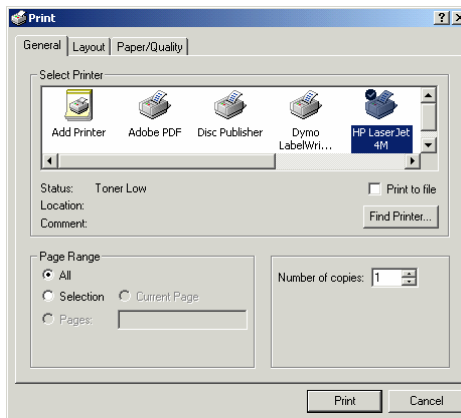 Print
General Layout Paper/Quality
Select Printer
Add Printer Adobe PDF Disc Publisher Dymo LabelWri... HP LaserJet 4M
Status: Toner Low
Print to file
Location:
Comment:
Find Printer...
Page Range
All
Selection Current Page
Pages:
Number of copies: 1
Print Cancel